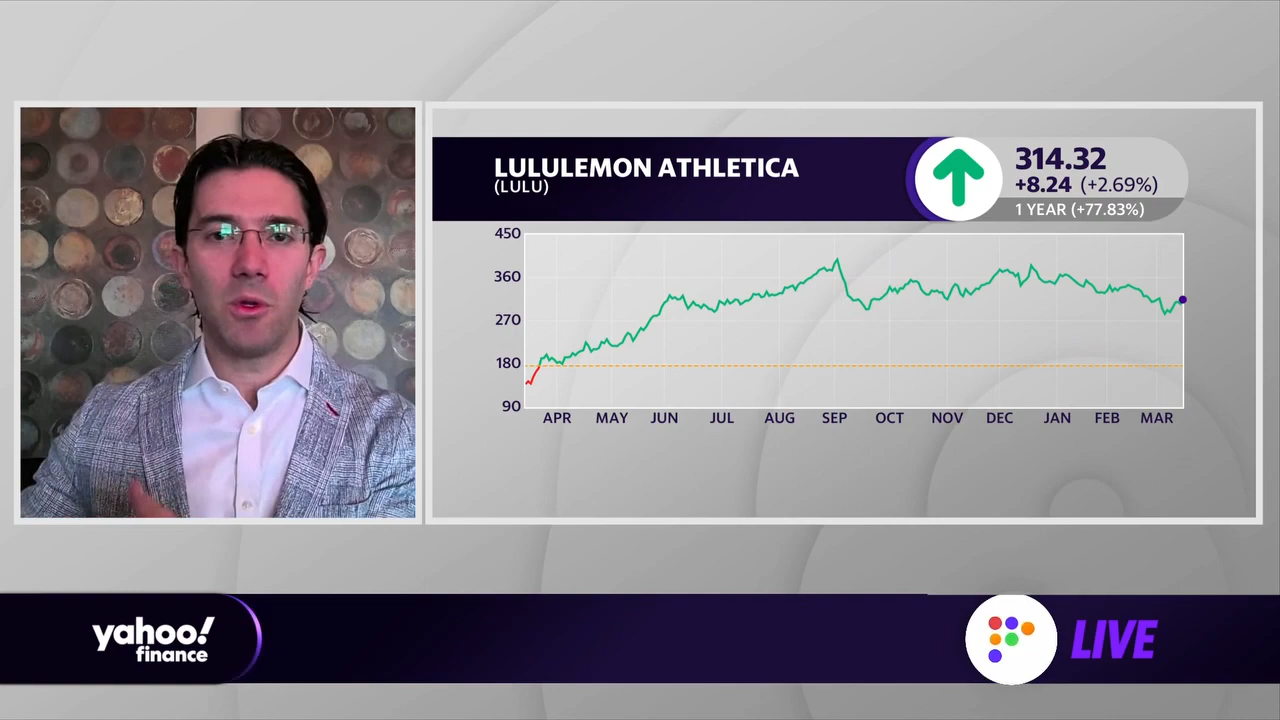 LULULEMON ATHLETICA
(LULU)
314.32
+8.24 (+2.69%)
1 YEAR (+77.83%)
450
360
270
180
90
APR MAY JUN JUL AUG SEP OCT NOV DEC JAN FEB MAR
yahoo!
finance
LIVE